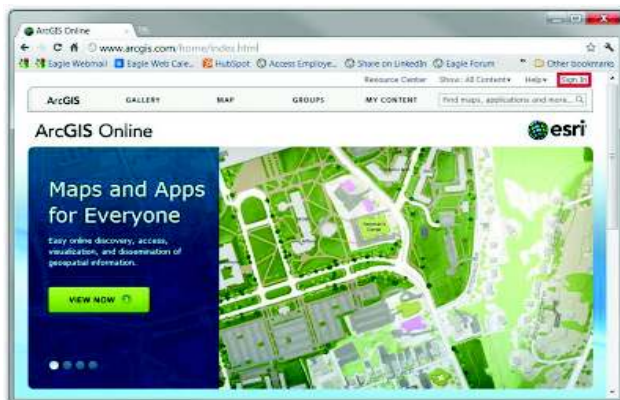 ArcGIS Online
www.arcgis.com/home/index.html
Eagle Webmail Eagle Web Cale... HubSpot Access Employe... Share on LinkedIn Eagle Forum » Other bookmarks
Resource Center Show: All Content Help Sign In
ArcGIS GALLERY MAP GROUPS MY CONTENT Find maps, applications and more...
ArcGIS Online esri
Maps and Apps
for Everyone
Easy online discovery, access,
visualization, and dissemination of
geospatial information.
VIEW NOW